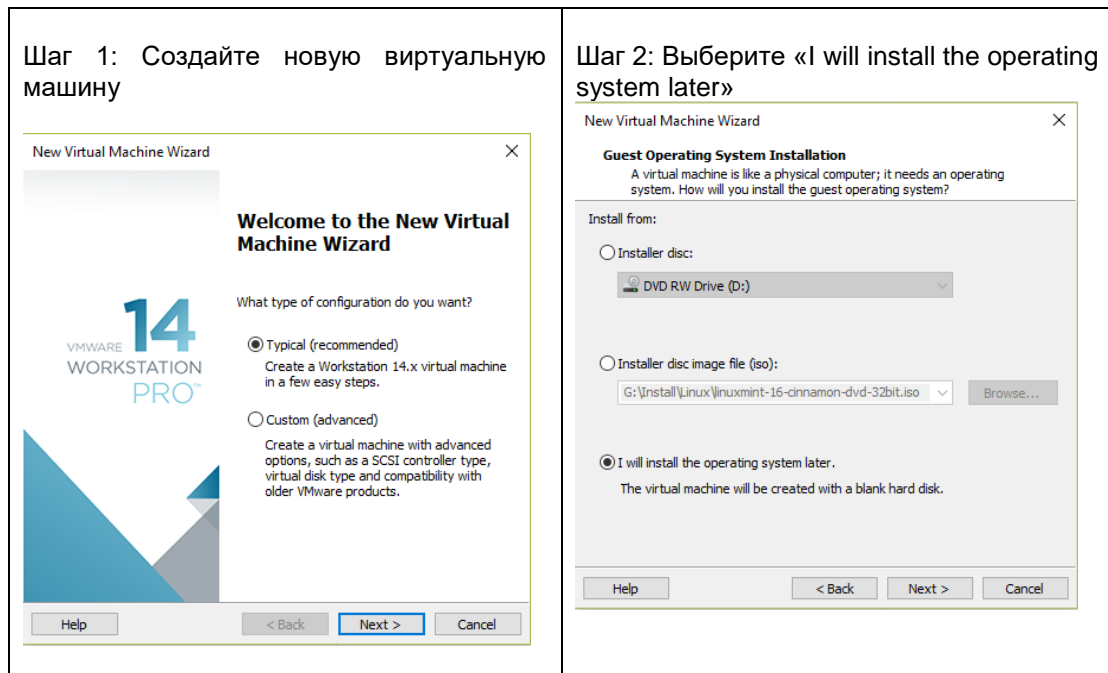 Шаг 1: Создайте новую виртуальную
машину
New Virtual Machine Wizard
Welcome to the New Virtual
Machine Wizard
What type of configuration do you want?
Typical (recommended)
Create a Workstation 14.x virtual machine
in a few easy steps.
Custom (advanced)
Create a virtual machine with advanced
options, such as a SCSI controller type,
virtual disk type and compatibility with
older VMware products.
14
VMWARE
WORKSTATION
PRO™
Help
< Back
Next >
Cancel
Шаг 2: Выберите «I will install the operating
system later»
New Virtual Machine Wizard
Guest Operating System Installation
A virtual machine is like a physical computer; it needs an operating
system. How will you install the guest operating system?
Install from:
Installer disc:
DVD RW Drive (D:)
Installer disc image file (iso):
G:\Install\Linux\linuxmint-16-cinnamon-dvd-32bit.iso
Browse...
I will install the operating system later.
The virtual machine will be created with a blank hard disk.
Help
< Back
Next >
Cancel